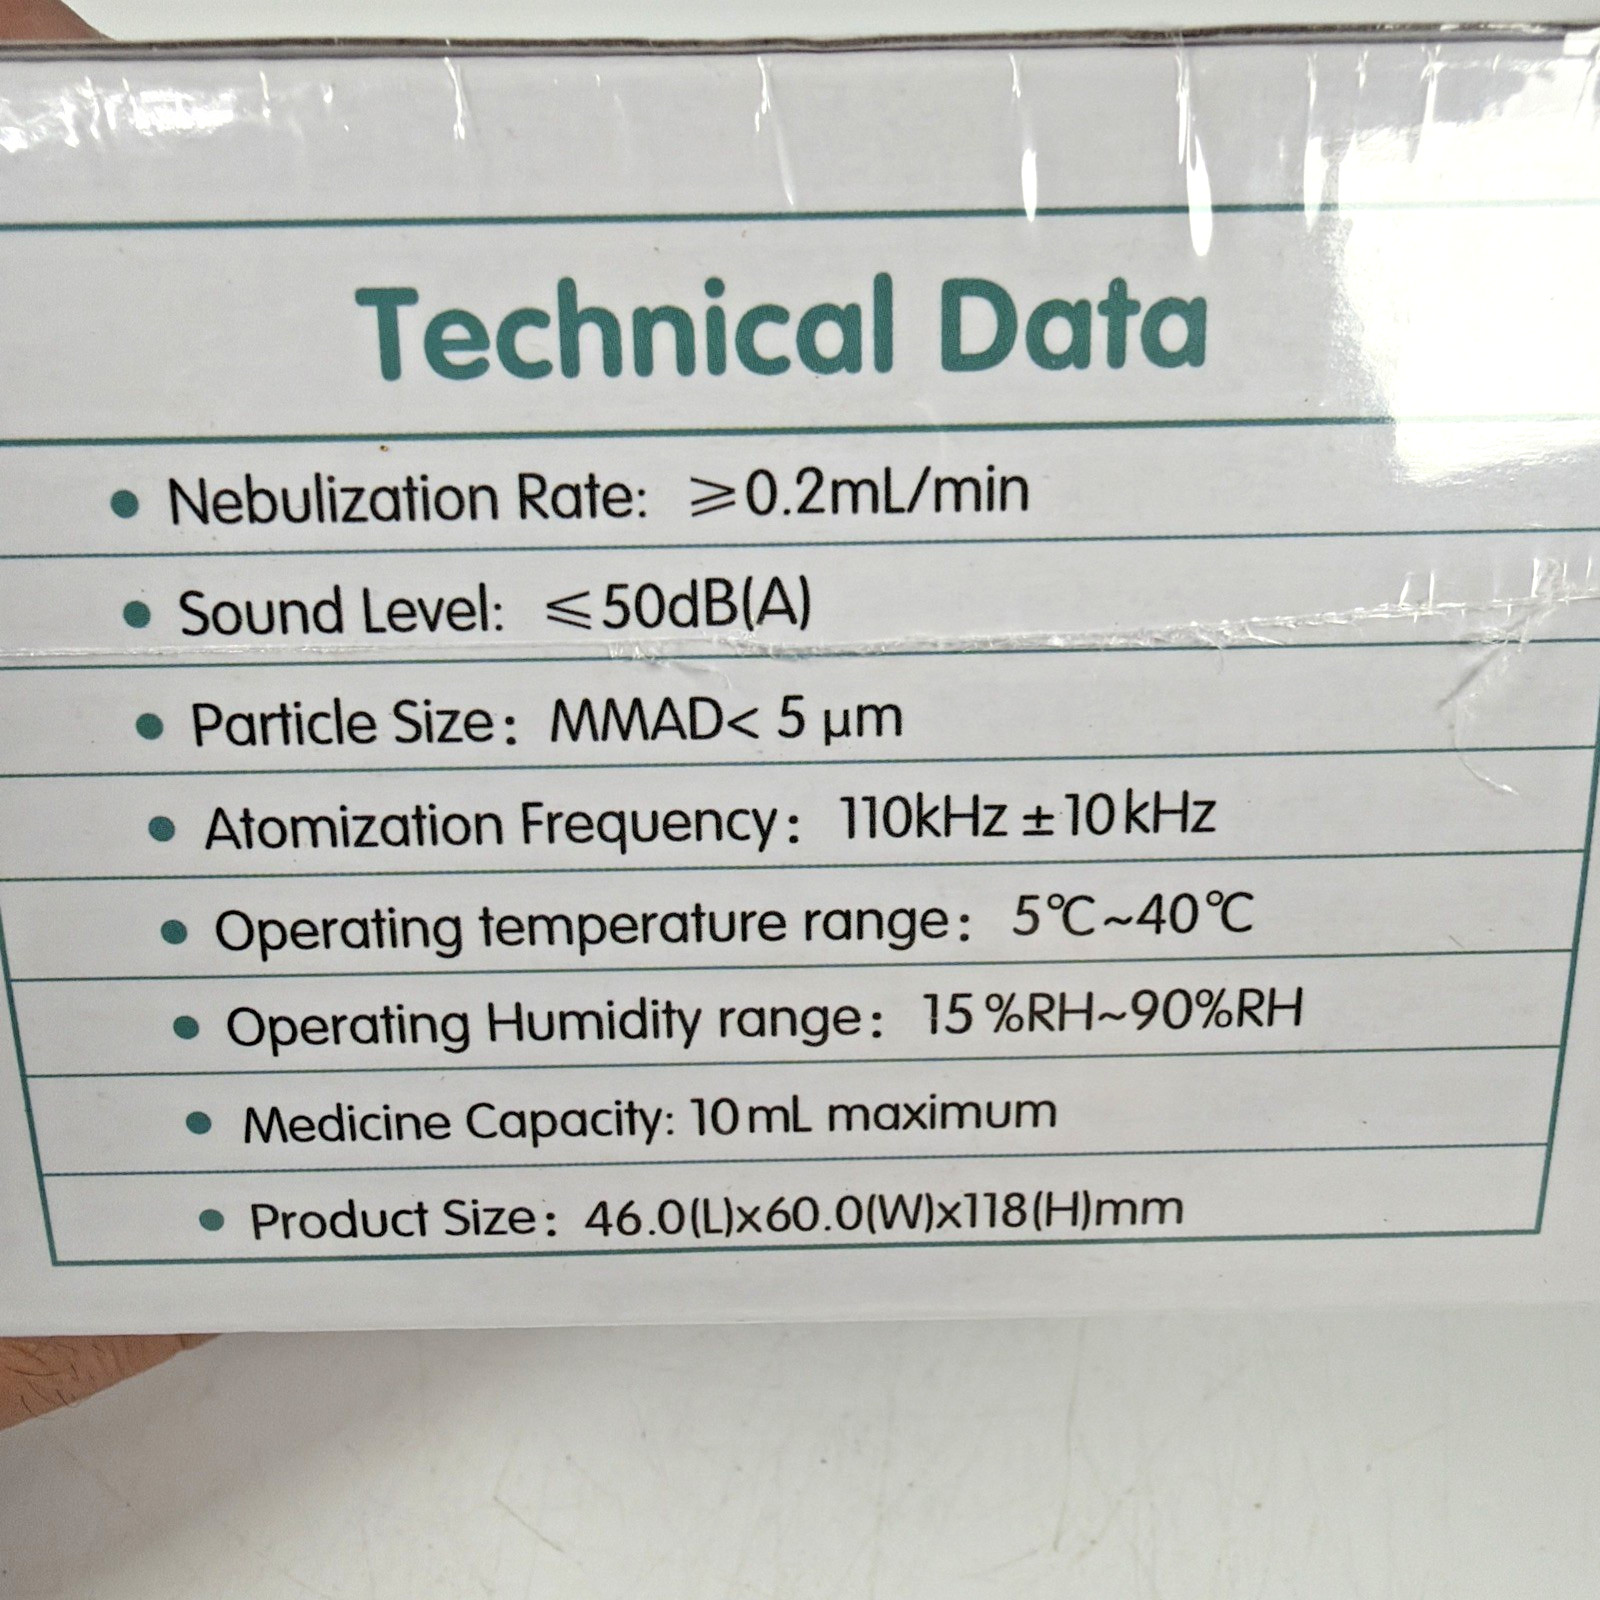 Technical Data
• Nebulization Rate: ⩾0.2mL/min
• Sound Level: ⩽50dB(A)
• Particle Size: MMAD< 5 µm
• Atomization Frequency: 110kHz ±10kHz
• Operating temperature range: 5℃~40℃
• Operating Humidity range: 15%RH~90%RH
• Medicine Capacity: 10mL maximum
• Product Size: 46.0(L)x60.0(W)x118(H)mm